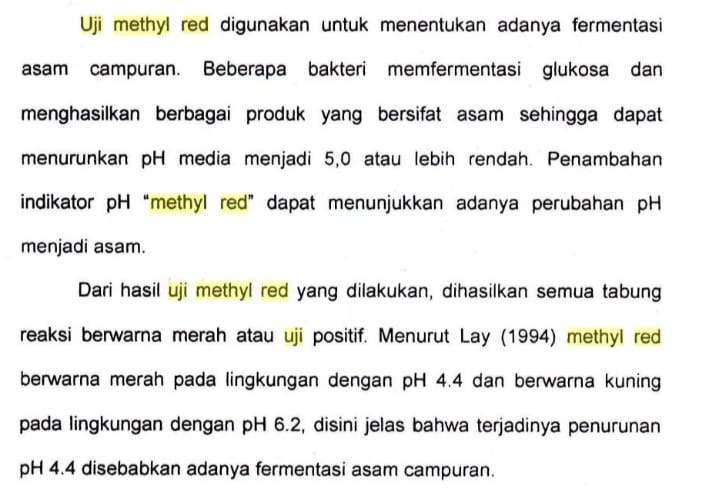 Uji methyl red digunakan untuk menentukan adanya fermentasi
asam campuran. Beberapa bakteri memfermentasi glukosa dan
menghasilkan berbagai produk yang bersifat asam sehingga dapat
menurunkan pH media menjadi 5,0 atau lebih rendah. Penambahan
indikator pH “methyl red” dapat menunjukkan adanya perubahan pH
menjadi asam.
Dari hasil uji methyl red yang dilakukan, dihasilkan semua tabung
reaksi berwarna merah atau uji positif. Menurut Lay (1994) methyl red
berwarna merah pada lingkungan dengan pH 4.4 dan berwarna kuning
pada lingkungan dengan pH 6.2, disini jelas bahwa terjadinya penurunan
pH 4.4 disebabkan adanya fermentasi asam campuran.